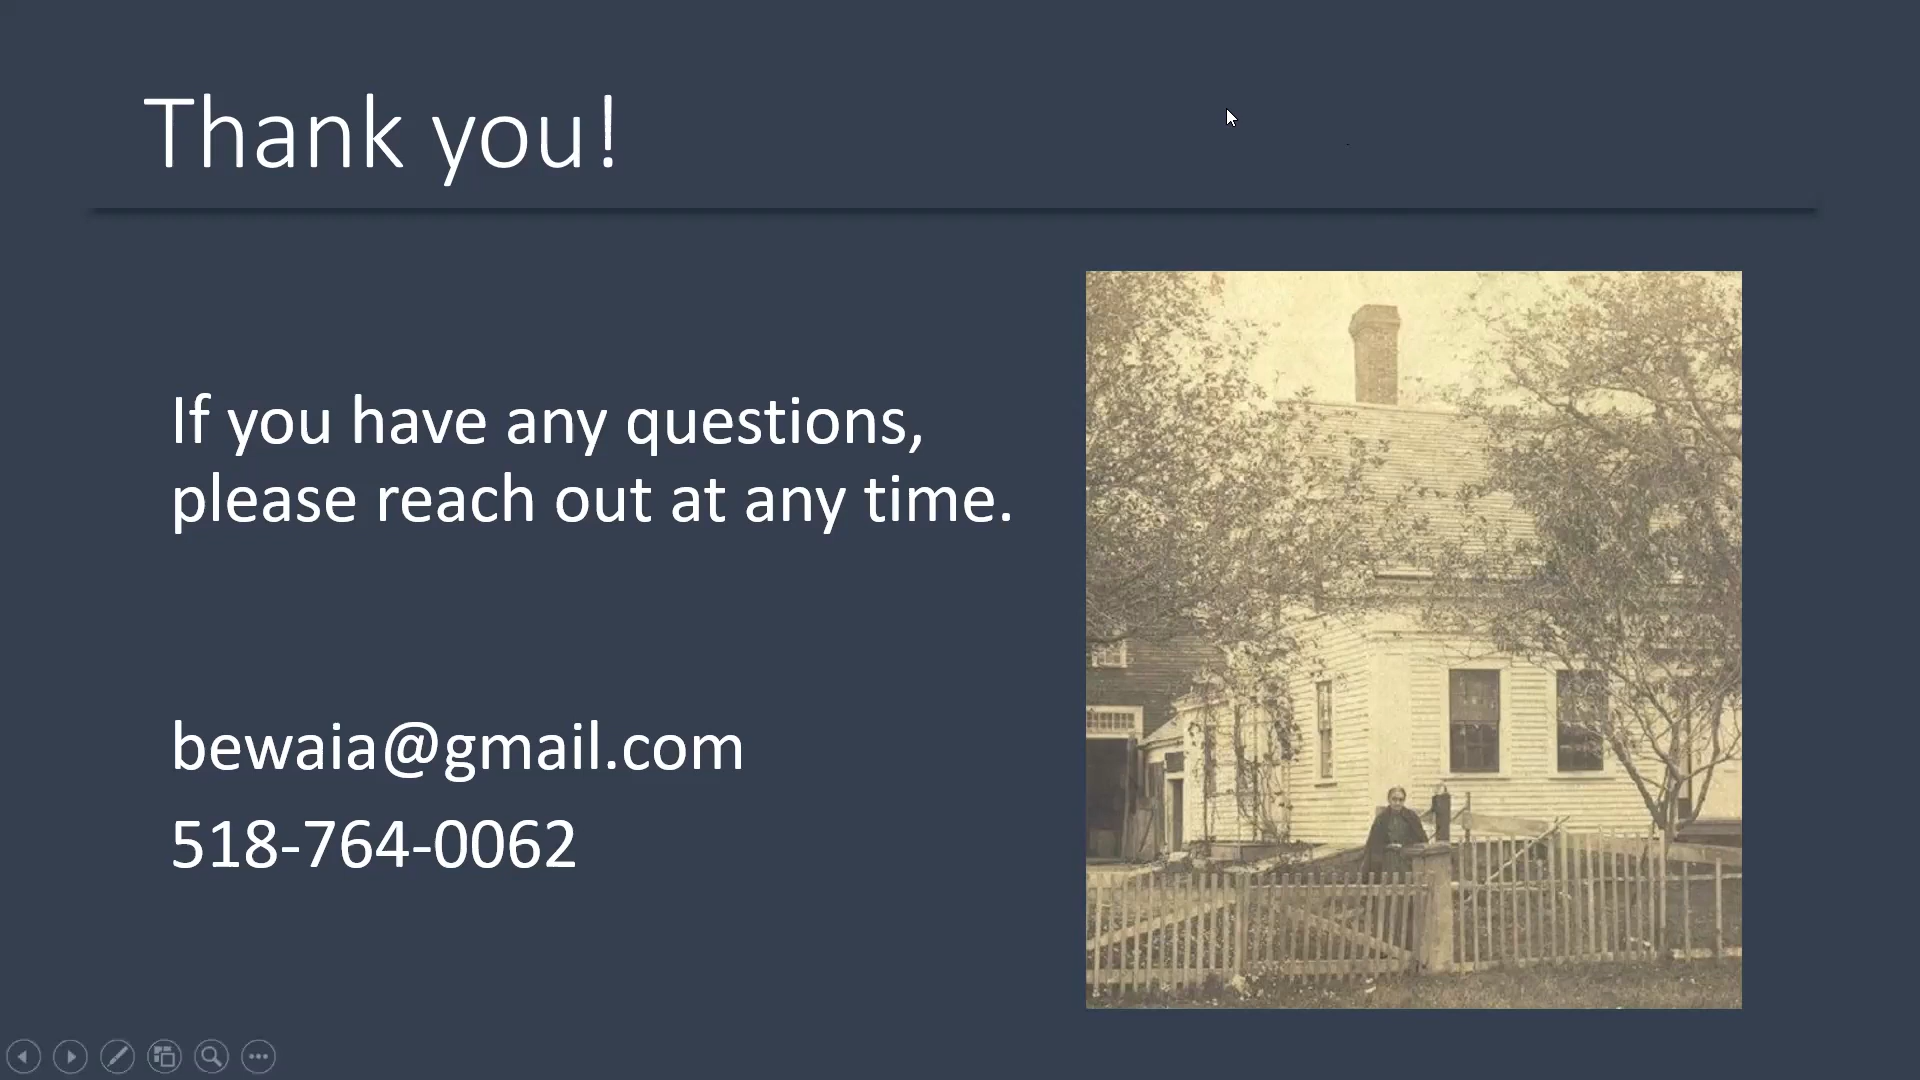 Thank you!
If you have any questions,
please reach out at any time.
bewaia@gmail.com
518-764-0062